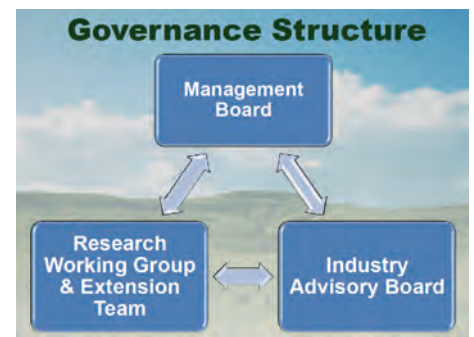 Governance Structure
Management
Board
Research
Working Group
& Extension
Team
Industry
Advisory Board